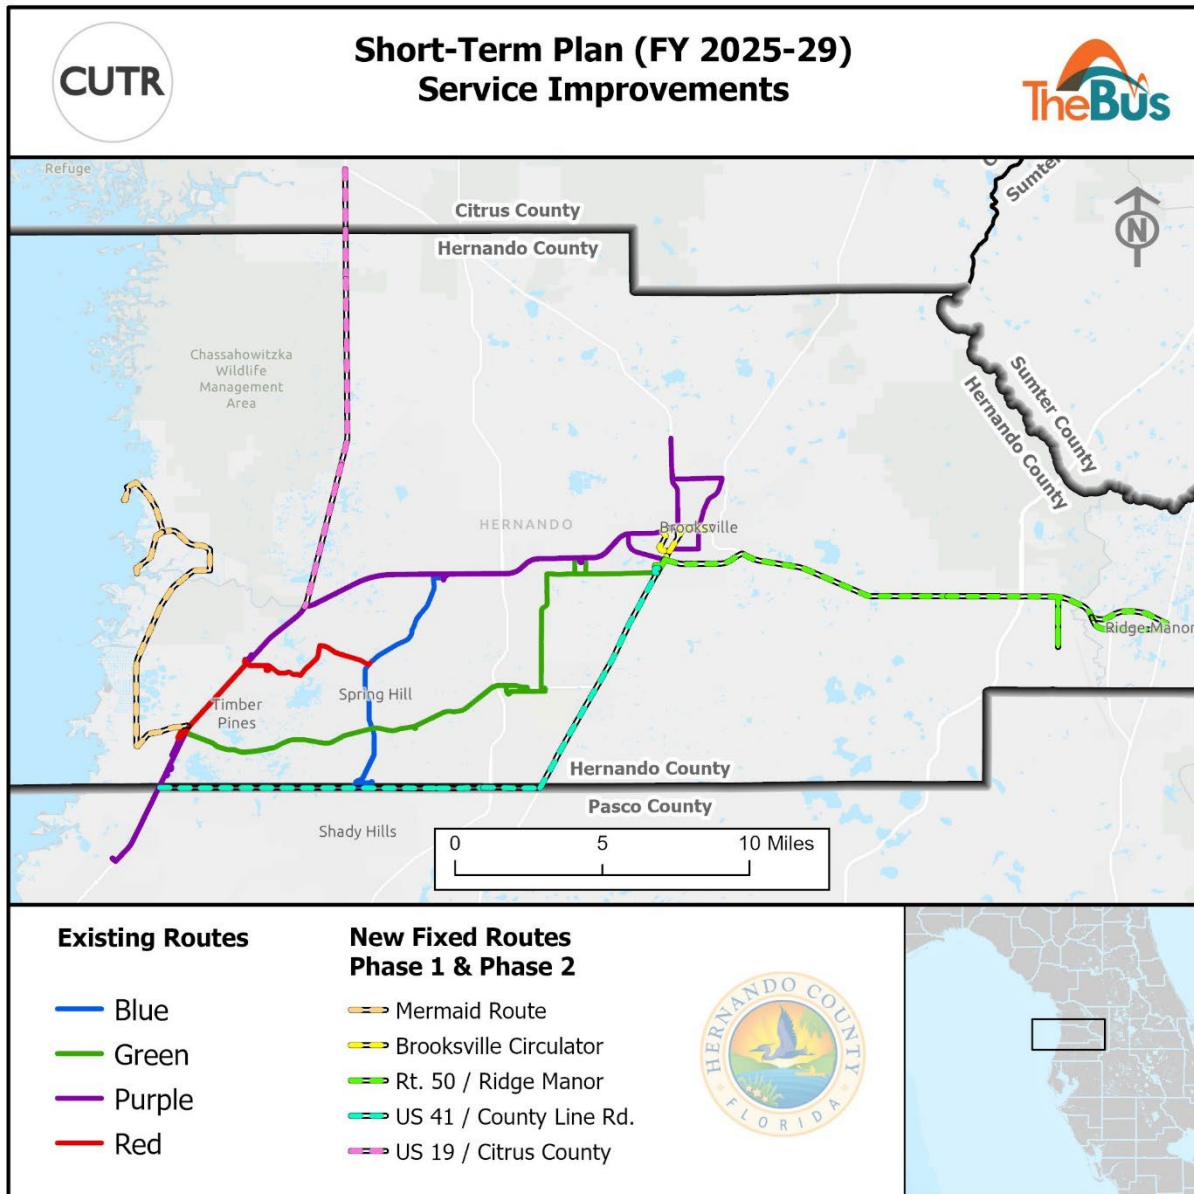 CUTR
Short-Term Plan (FY 2025-29)
Service Improvements
TheBus
Refuge
Sumter
Citrus County
Hernando County
N
Chassahowitzka
Wildlife
Management
Area
Sumter County
Hernando County
HERNANDO
Brooksville
Ridge Manor
Spring Hill
Timber
Pines
Hernando County
Pasco County
Shady Hills
0 5 10 Miles
Existing Routes
Blue
Green
Purple
Red
New Fixed Routes
Phase 1 & Phase 2
Mermaid Route
Brooksville Circulator
Rt. 50 / Ridge Manor
US 41 / County Line Rd.
US 19 / Citrus County
HERNANDO COUNTY
FLORIDA